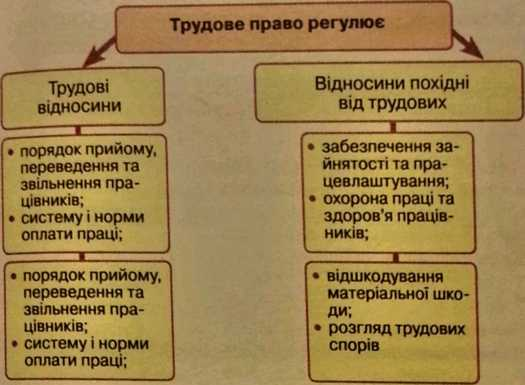 Трудове право регулює
Трудові
відносини
• порядок прийому,
переведення та
звільнення пра-
цівників;
• систему і норми
оплати праці;
• порядок прийому,
переведення та
звільнення пра-
цівників;
• систему і норми
оплати праці;
Відносини похідні
від трудових
• забезпечення за-
йнятості та пра-
цевлаштування;
• охорона праці та
здоров'я праців-
ників;
• відшкодування
матеріальної шко-
ди;
• розгляд трудових
спорів